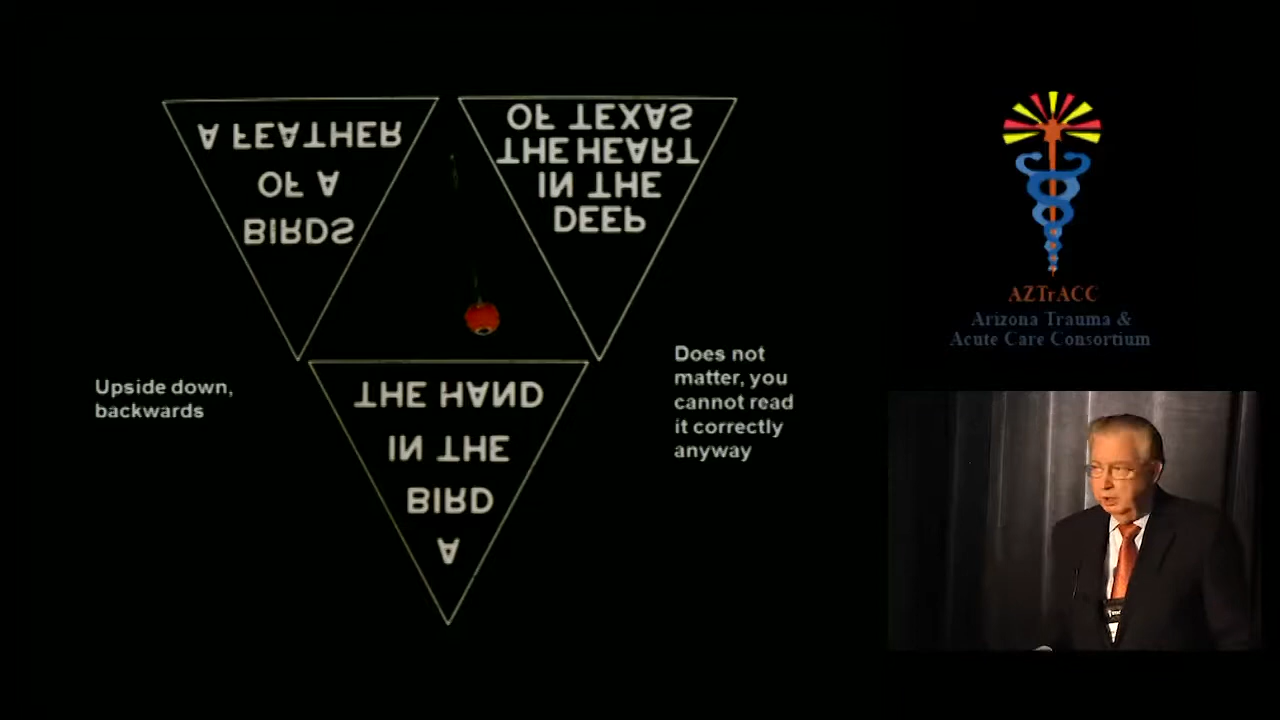 BIRDS
OF A
A FEATHER
DEEP
IN THE
THE HEART
OF TEXAS
A
BIRD
IN THE
THE HAND
Upside down,
backwards
Does not
matter, you
cannot read
it correctly
anyway
AZTrACC
Arizona Trauma &
Acute Care Consortium